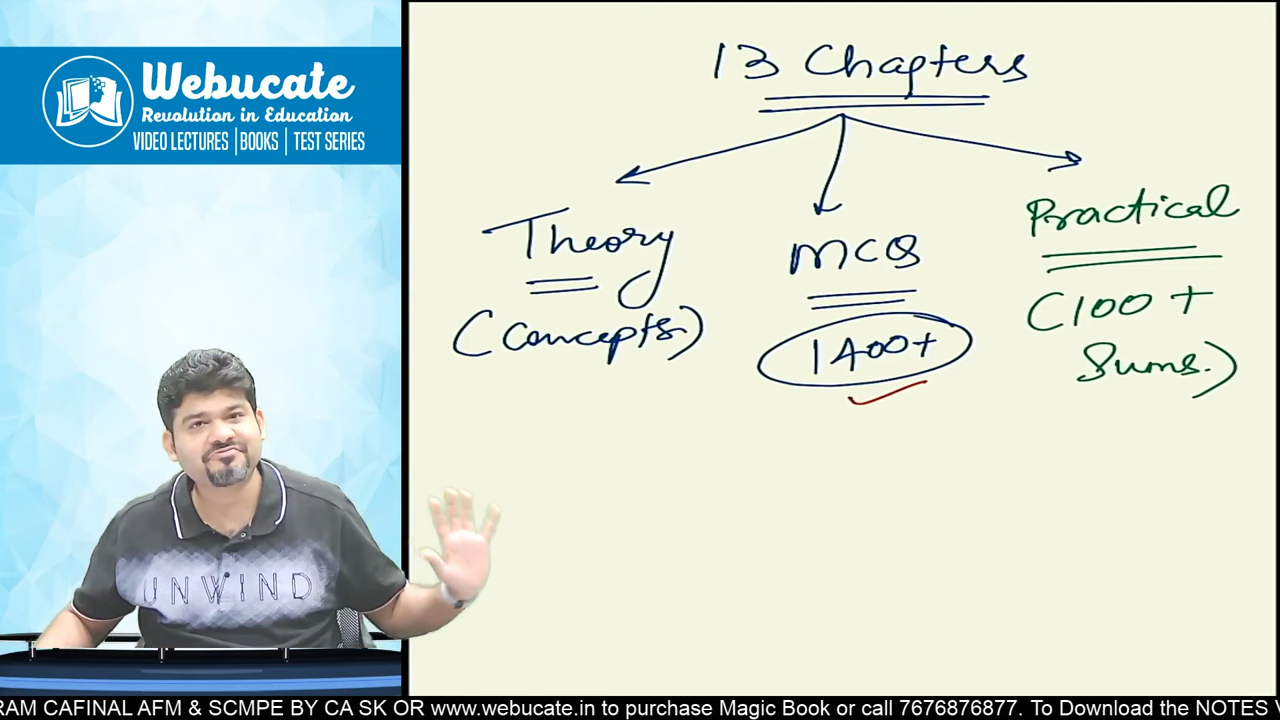 Webucate
Revolution in Education
VIDEO LECTURES | BOOKS | TEST SERIES
13 Chapters
Theory
(Concepts.)
MCQ
1400+
Practical
(100+
Sums.)
UNWIND
RAM CAFINAL AFM & SCMPE BY CA SK OR www.webucate.in to purchase Magic Book or call 7676876877. To Download the NOTES V